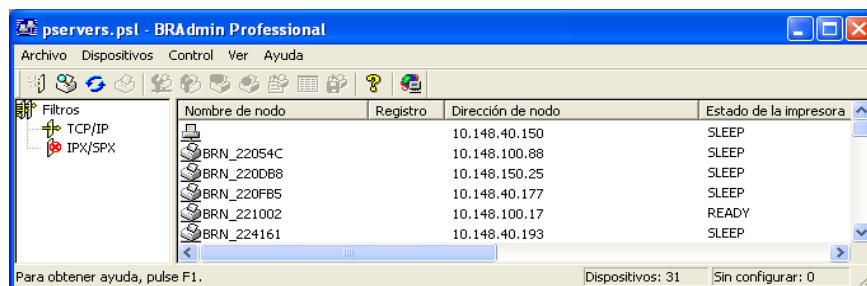 pservers.psl - BRAdmin Professional
Archivo Dispositivos Control Ver Ayuda
Filtros
TCP/IP
IPX/SPX
Nombre de nodo Registro Dirección de nodo Estado de la impresora
10.148.40.150 SLEEP
BRN_22054C 10.148.100.88 SLEEP
BRN_220DB8 10.148.150.25 SLEEP
BRN_220FB5 10.148.40.177 SLEEP
BRN_221002 10.148.100.17 READY
BRN_224161 10.148.40.193 SLEEP
Para obtener ayuda, pulse F1. Dispositivos: 31 Sin configurar: 0